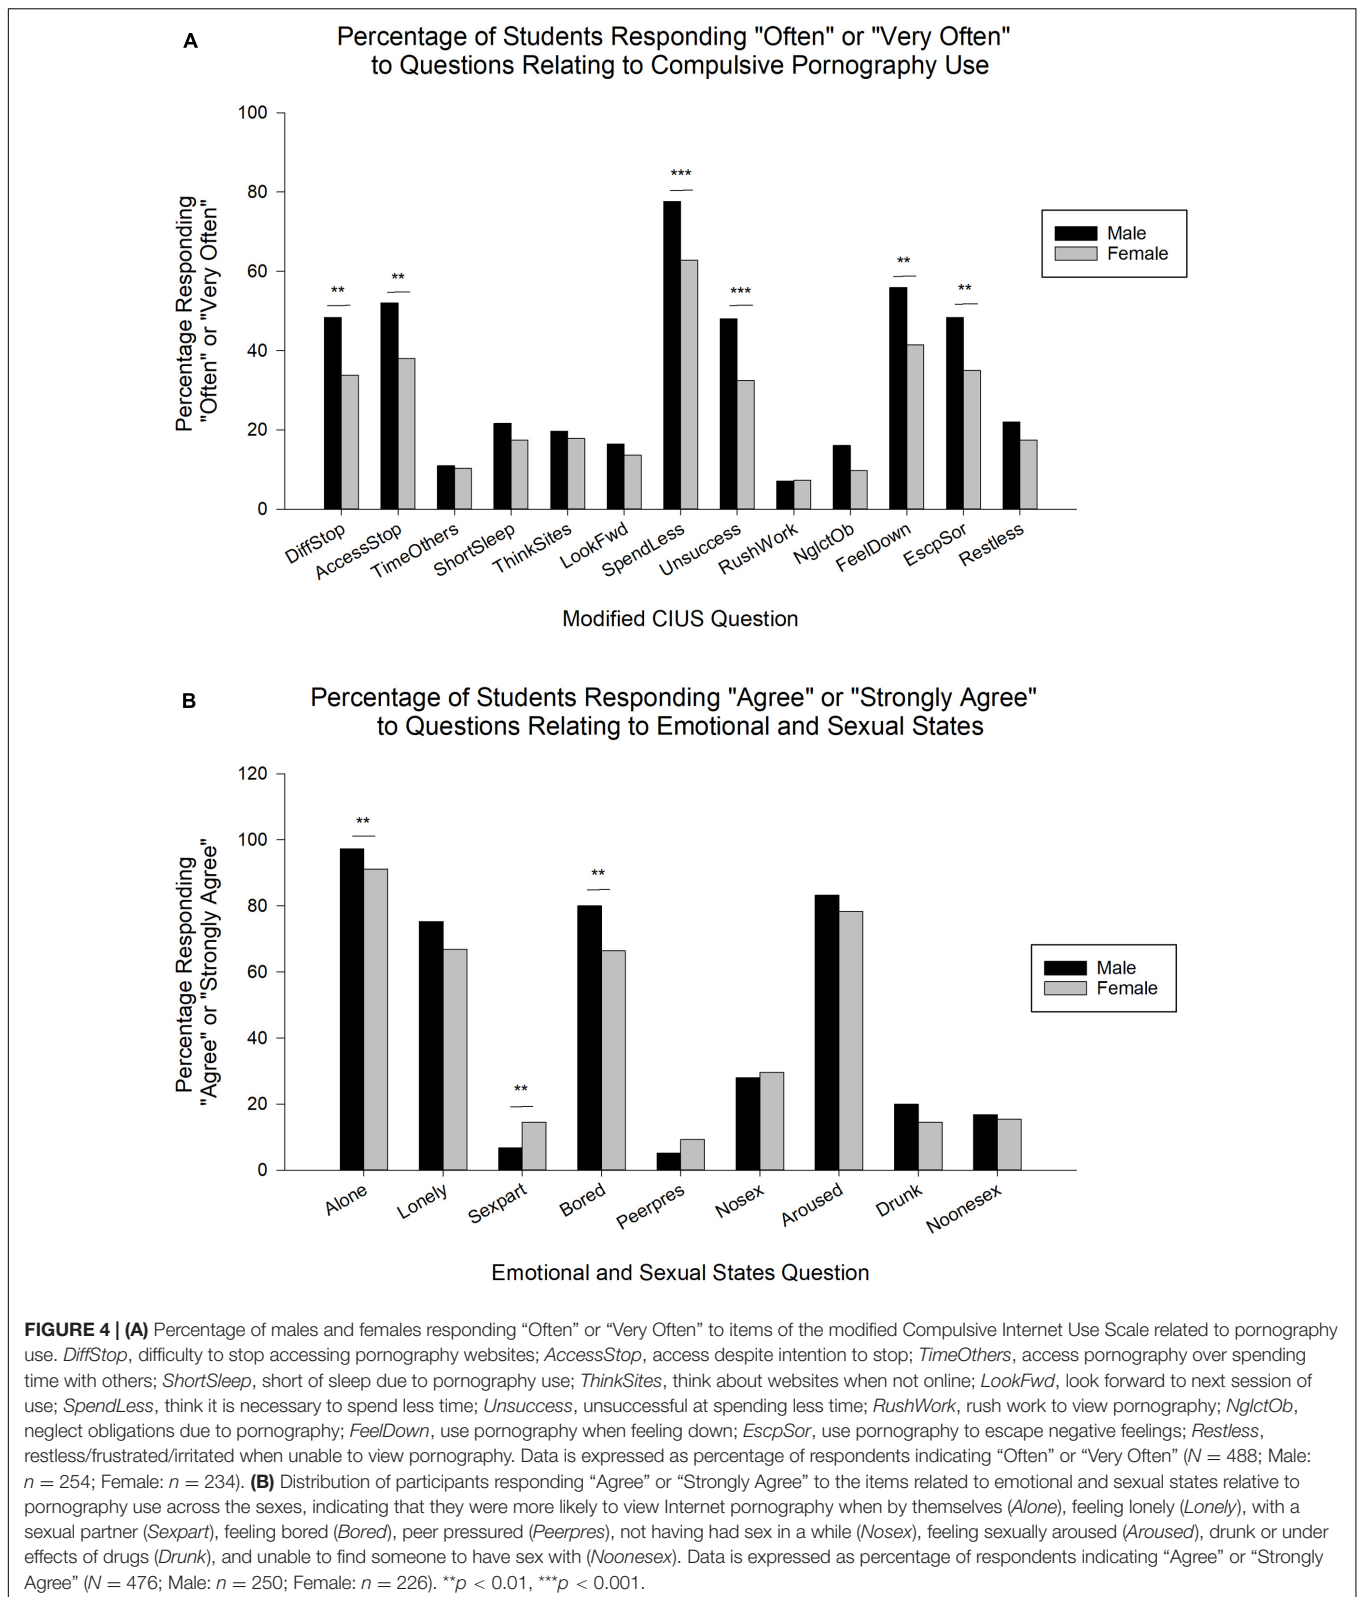 A
Percentage of Students Responding "Often" or "Very Often"
to Questions Relating to Compulsive Pornography Use
Percentage Responding
"Often" or "Very Often"
100
80
60
40
20
0
**
**
***
***
**
**
Male
Female
DiffStop
AccessStop
TimeOthers
ShortSleep
ThinkSites
LookFwd
SpendLess
Unsuccess
RushWork
NglctOb
FeelDown
EscpSor
Restless
Modified CIUS Question
B
Percentage of Students Responding "Agree" or "Strongly Agree"
to Questions Relating to Emotional and Sexual States
Percentage Responding
"Agree" or "Strongly Agree"
120
100
80
60
40
20
0
**
**
**
Male
Female
Alone
Lonely
Sexpart
Bored
Peerpres
Nosex
Aroused
Drunk
Noonesex
Emotional and Sexual States Question
FIGURE 4 | (A) Percentage of males and females responding “Often” or “Very Often” to items of the modified Compulsive Internet Use Scale related to pornography
use. DiffStop, difficulty to stop accessing pornography websites; AccessStop, access despite intention to stop; TimeOthers, access pornography over spending
time with others; ShortSleep, short of sleep due to pornography use; ThinkSites, think about websites when not online; LookFwd, look forward to next session of
use; SpendLess, think it is necessary to spend less time; Unsuccess, unsuccessful at spending less time; RushWork, rush work to view pornography; NglctOb,
neglect obligations due to pornography; FeelDown, use pornography when feeling down; EscpSor, use pornography to escape negative feelings; Restless,
restless/frustrated/irritated when unable to view pornography. Data is expressed as percentage of respondents indicating “Often” or “Very Often” (N = 488; Male:
n = 254; Female: n = 234). (B) Distribution of participants responding “Agree” or “Strongly Agree” to the items related to emotional and sexual states relative to
pornography use across the sexes, indicating that they were more likely to view Internet pornography when by themselves (Alone), feeling lonely (Lonely), with a
sexual partner (Sexpart), feeling bored (Bored), peer pressured (Peerpres), not having had sex in a while (Nosex), feeling sexually aroused (Aroused), drunk or under
effects of drugs (Drunk), and unable to find someone to have sex with (Noonesex). Data is expressed as percentage of respondents indicating “Agree” or “Strongly
Agree” (N = 476; Male: n = 250; Female: n = 226). **p < 0.01, ***p < 0.001.